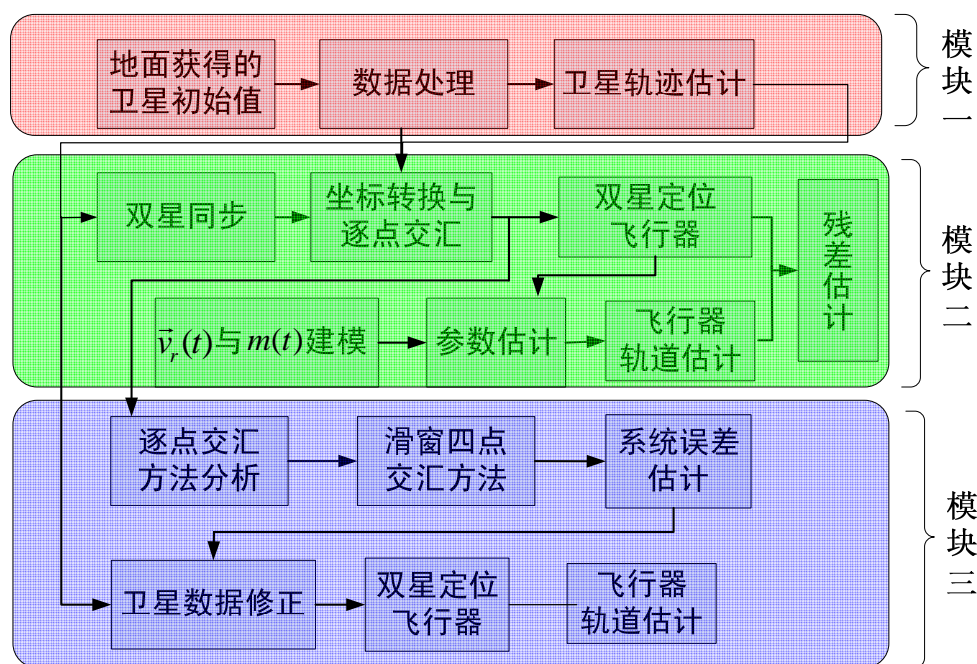 地面获得的
卫星初始值
数据处理
卫星轨迹估计
模块一
双星同步
坐标转换与
逐点交汇
双星定位
飞行器
残差估计
$\vec{v}_r(t)$与$m(t)$建模
参数估计
飞行器
轨道估计
模块二
逐点交汇
方法分析
滑窗四点
交汇方法
系统误差
估计
卫星数据修正
双星定位
飞行器
飞行器
轨道估计
模块三